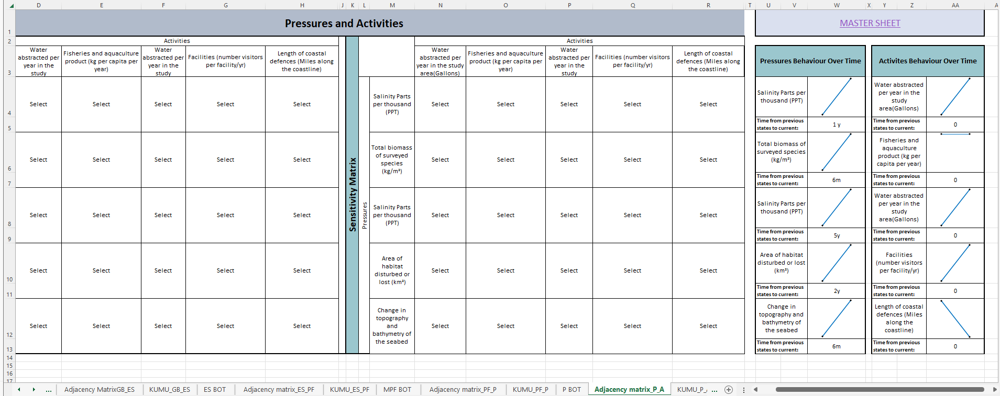 D E F G H J K L M N O P Q R T U V W X Y Z AA A
1 Pressures and Activities MASTER SHEET
2 Activities Activities
3
Water
abstracted per
year in the
study
Fisheries and aquaculture
product (kg per capita per
year)
Water
abstracted per
year in the
study
Facilities (number visitors
per facility/yr)
Length of coastal
defences (Miles along
the coastline)
Sensitivity Matrix
Water
abstracted per
year in the study
area(Gallons)
Fisheries and aquaculture
product (kg per capita per
year)
Water
abstracted per
year in the
study
Facilities (number visitors
per facility/yr)
Length of coastal
defences (Miles along
the coastline)
Pressures Behaviour Over Time
Activites Behaviour Over Time
Pressures
4
Select Select Select Select Select
Salinity Parts
per thousand
(PPT)
Select Select Select Select Select
Salinity Parts per
thousand (PPT)
Water abstracted
per year in the
study
area(Gallons)
5
Time from previous
states to current:
1 y
Time from previous
states to current:
0
6
Select Select Select Select Select
Total biomass
of surveyed
species
(kg/m²)
Select Select Select Select Select
Total biomass of
surveyed species
(kg/m²)
Fisheries and
aquaculture
product (kg per
capita per year)
7
Time from previous
states to current:
6m
Time from previous
states to current:
0
8
Select Select Select Select Select
Salinity Parts
per thousand
(PPT)
Select Select Select Select Select
Salinity Parts per
thousand (PPT)
Water abstracted
per year in the
study
area(Gallons)
9
Time from previous
states to current:
5y
Time from previous
states to current:
0
10
Select Select Select Select Select
Area of
habitat
disturbed or
lost (km²)
Select Select Select Select Select
Area of habitat
disturbed or lost
(km²)
Facilities
(number visitors
per facility/yr)
11
Time from previous
states to current:
2y
Time from previous
states to current:
0
12
Select Select Select Select Select
Change in
topography
and
bathymetry of
the seabed
Select Select Select Select Select
Change in
topography and
bathymetry of
the seabed
Length of coastal
defences (Miles
along the
coastline)
13
Time from previous
states to current:
6m
Time from previous
states to current:
0
14
15
16
17
... Adjacency MatrixGB_ES KUMU_GB_ES ES BOT Adjacency matrix_ES_PF KUMU_ES_PF MPF BOT Adjacency matrix_PF_P KUMU_PF_P P BOT Adjacency matrix_P_A KUMU_P_ ...